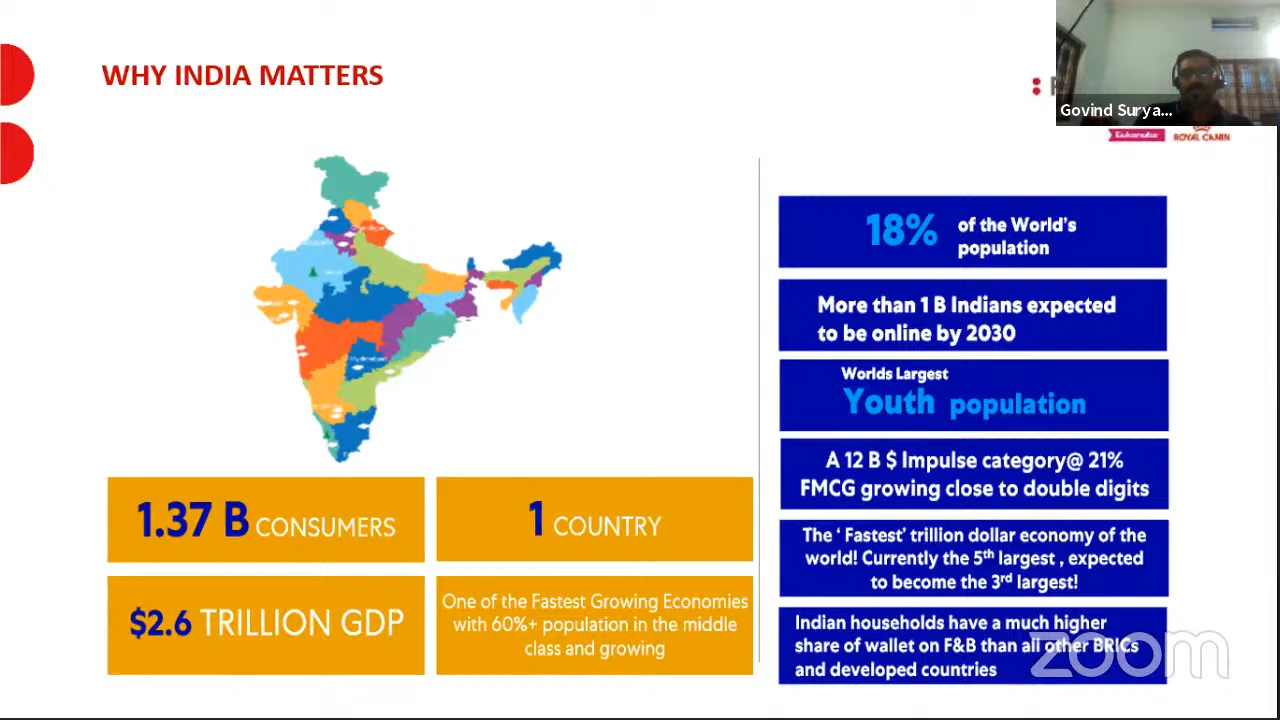 WHY INDIA MATTERS
Govind Surya...
Eukanuba
ROYAL CANIN
Hyderabad
1.37 B CONSUMERS
1 COUNTRY
$2.6 TRILLION GDP
One of the Fastest Growing Economies
with 60%+ population in the middle
class and growing
18% of the World's
population
More than 1 B Indians expected
to be online by 2030
Worlds Largest
Youth population
A 12 B $ Impulse category@ 21%
FMCG growing close to double digits
The ‘ Fastest’ trillion dollar economy of the
world! Currently the 5th largest , expected
to become the 3rd largest!
Indian households have a much higher
share of wallet on F&B than all other BRICs
and developed countries
zoom